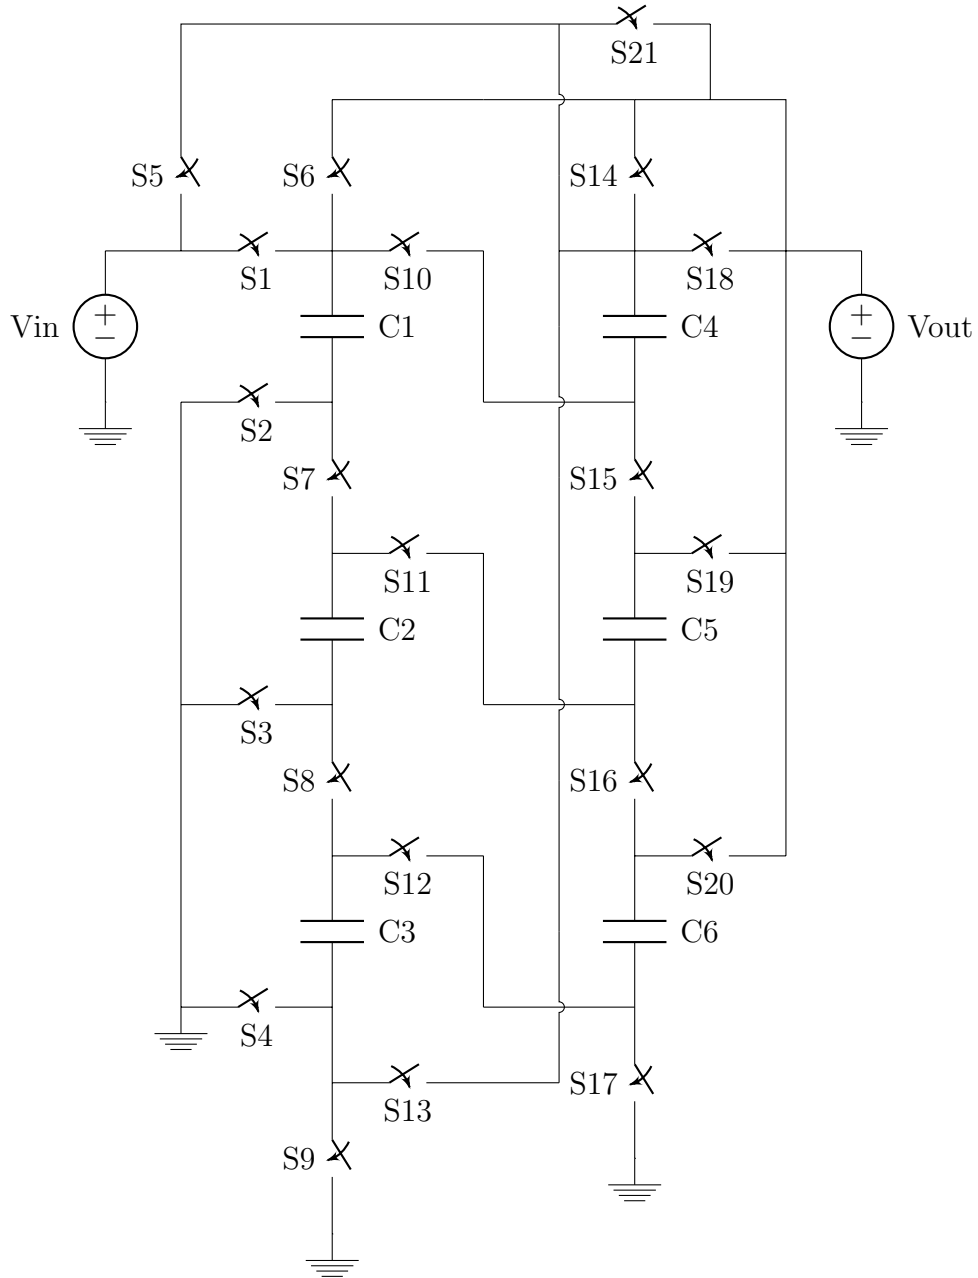 S21
S5 S6 S14
S1 S10 S18
Vin + − C1 C4 + − Vout
S2
S7 S15
S11 S19
C2 C5
S3
S8 S16
S12 S20
C3 C6
S4
S13 S17
S9